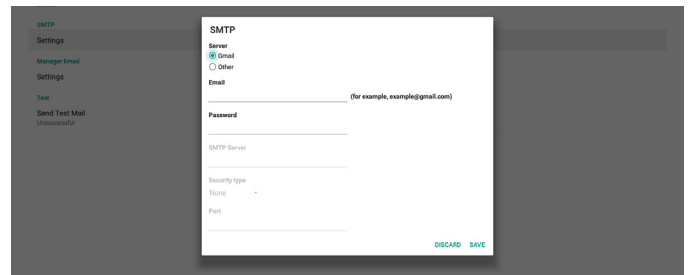 SMTP
Settings
Manager Email
Settings
Test
Send Test Mail
Unsuccessful
SMTP
Server
Gmail
Other
Email
(for example, example@gmail.com)
Password
SMTP Server
Security type
None
Port
DISCARD SAVE